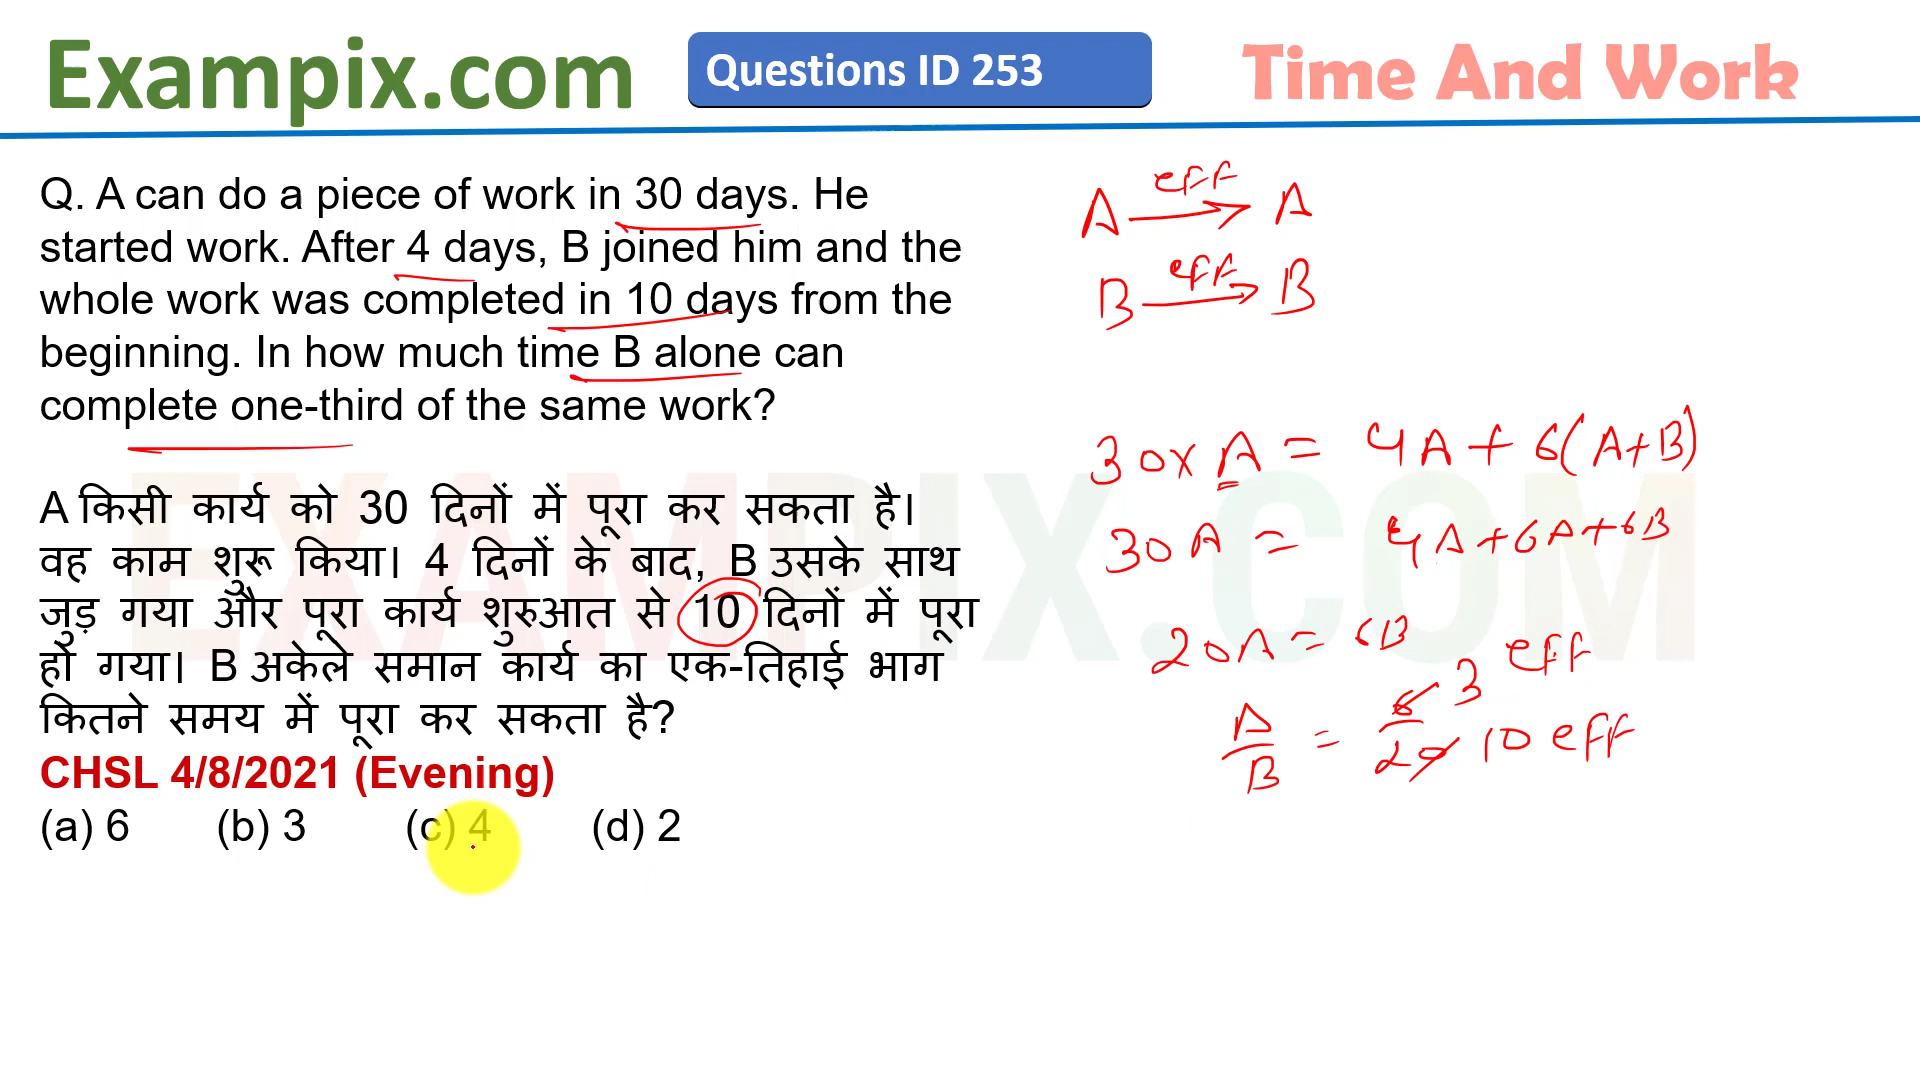 Exampix.com
Questions ID 253
Time And Work
Q. A can do a piece of work in 30 days. He
started work. After 4 days, B joined him and the
whole work was completed in 10 days from the
beginning. In how much time B alone can
complete one-third of the same work?
A किसी कार्य को 30 दिनों में पूरा कर सकता है।
वह काम शुरू किया। 4 दिनों के बाद, B उसके साथ
जुड़ गया और पूरा कार्य शुरुआत से 10 दिनों में पूरा
हो गया। B अकेले समान कार्य का एक-तिहाई भाग
कितने समय में पूरा कर सकता है?
CHSL 4/8/2021 (Evening)
(a) 6 (b) 3 (c) 4 (d) 2
eff
A → A
eff
B → B
30 x A = 4A + 6(A+B)
30A = 4A+6A+6B
20A = 6B
A/B = 6/20 3 eff 10 eff
EXAMPIX.COM